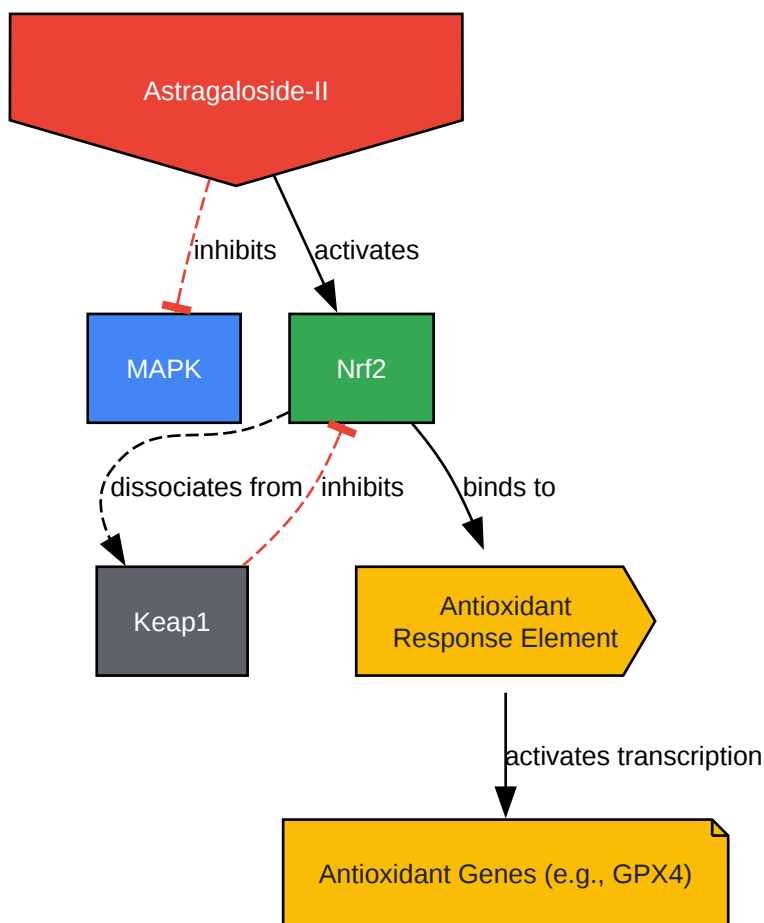 Astragaloside-II
inhibits
activates
MAPK
Nrf2
dissociates from
inhibits
binds to
Keap1
Antioxidant
Response Element
activates transcription
Antioxidant Genes (e.g., GPX4)